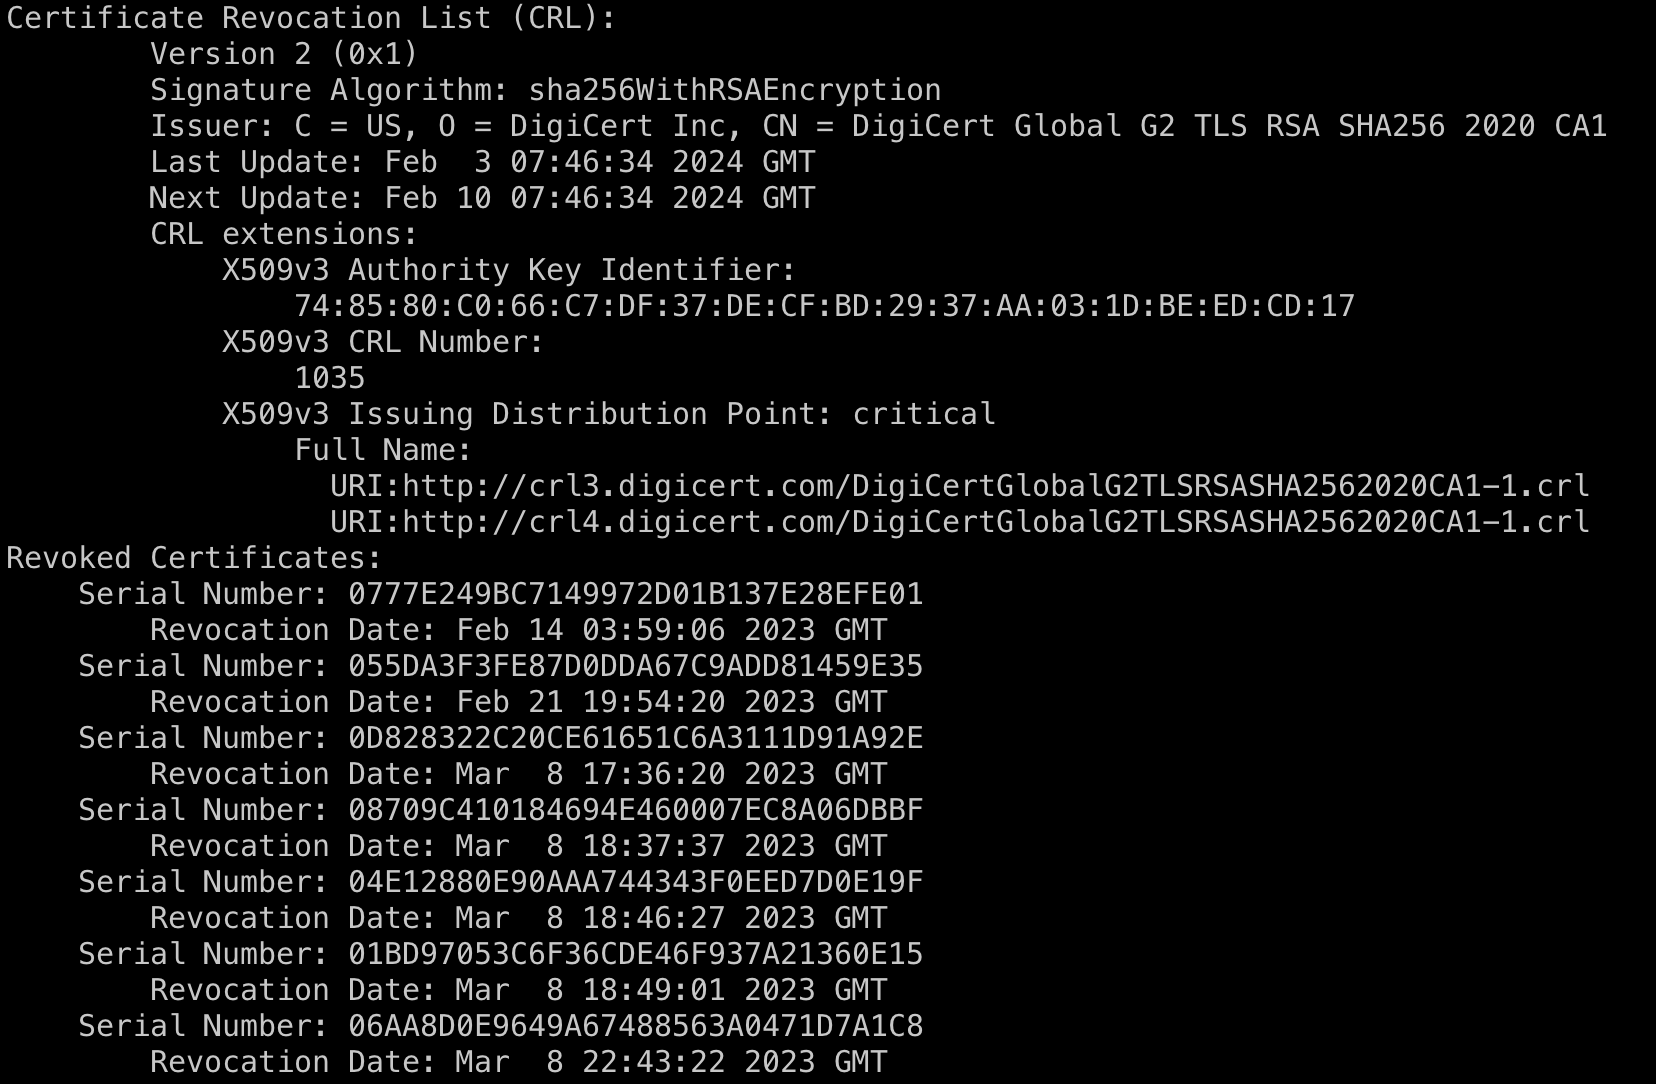 Certificate Revocation List (CRL):
        Version 2 (0x1)
        Signature Algorithm: sha256WithRSAEncryption
        Issuer: C = US, O = DigiCert Inc, CN = DigiCert Global G2 TLS RSA SHA256 2020 CA1
        Last Update: Feb  3 07:46:34 2024 GMT
        Next Update: Feb 10 07:46:34 2024 GMT
        CRL extensions:
            X509v3 Authority Key Identifier:
                74:85:80:C0:66:C7:DF:37:DE:CF:BD:29:37:AA:03:1D:BE:ED:CD:17
            X509v3 CRL Number:
                1035
            X509v3 Issuing Distribution Point: critical
                Full Name:
                  URI:http://crl3.digicert.com/DigiCertGlobalG2TLSRSASHA2562020CA1-1.crl
                  URI:http://crl4.digicert.com/DigiCertGlobalG2TLSRSASHA2562020CA1-1.crl
Revoked Certificates:
    Serial Number: 0777E249BC7149972D01B137E28EFE01
        Revocation Date: Feb 14 03:59:06 2023 GMT
    Serial Number: 055DA3F3FE87D0DDA67C9ADD81459E35
        Revocation Date: Feb 21 19:54:20 2023 GMT
    Serial Number: 0D828322C20CE61651C6A3111D91A92E
        Revocation Date: Mar  8 17:36:20 2023 GMT
    Serial Number: 08709C410184694E460007EC8A06DBBF
        Revocation Date: Mar  8 18:37:37 2023 GMT
    Serial Number: 04E12880E90AAA744343F0EED7D0E19F
        Revocation Date: Mar  8 18:46:27 2023 GMT
    Serial Number: 01BD97053C6F36CDE46F937A21360E15
        Revocation Date: Mar  8 18:49:01 2023 GMT
    Serial Number: 06AA8D0E9649A67488563A0471D7A1C8
        Revocation Date: Mar  8 22:43:22 2023 GMT